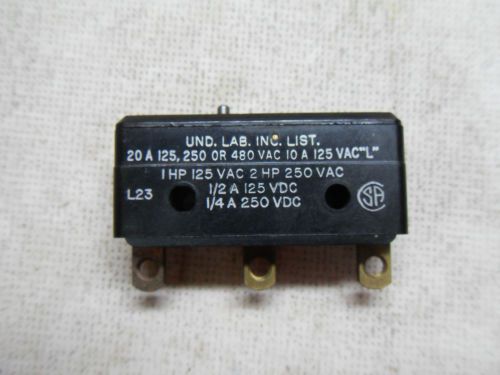 UND. LAB. INC. LIST.
20 A 125, 250 OR 480 VAC 10 A 125 VAC "L"
1 HP 125 VAC 2 HP 250 VAC
L23 1/2 A 125 VDC
1/4 A 250 VDC
SA